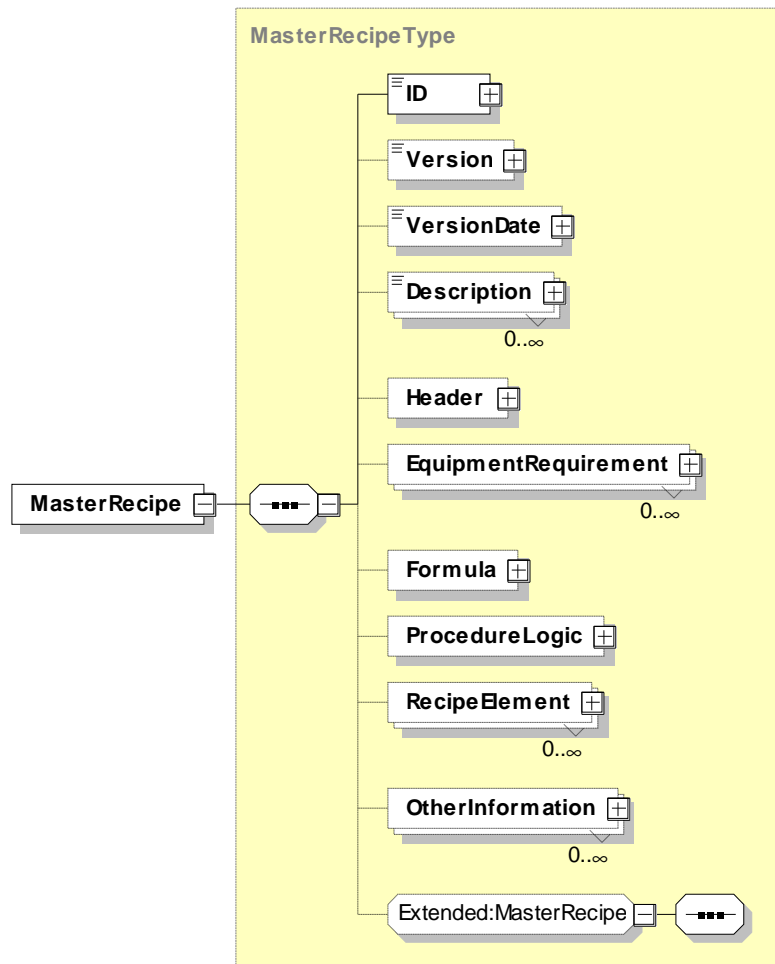 MasterRecipeType
ID
Version
VersionDate
Description
0..∞
Header
EquipmentRequirement
0..∞
MasterRecipe
Formula
ProcedureLogic
RecipeElement
0..∞
OtherInformation
0..∞
Extended:MasterRecipe